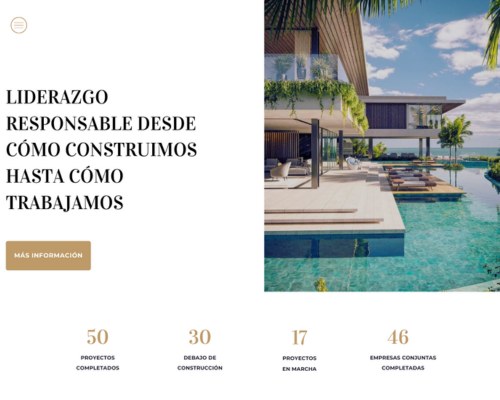 LIDERAZGO
RESPONSABLE DESDE
CÓMO CONSTRUIMOS
HASTA CÓMO
TRABAJAMOS
MÁS INFORMACIÓN
50
PROYECTOS
COMPLETADOS
30
DEBAJO DE
CONSTRUCCIÓN
17
PROYECTOS
EN MARCHA
46
EMPRESAS CONJUNTAS
COMPLETADAS